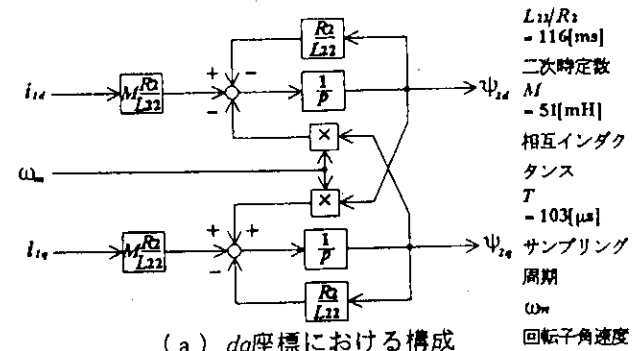 R2
L22
L22/R2
= 116[ms]
二次時定数
M
= 51[mH]
相互インダク
タンス
T
= 103[μs]
サンプリング
周期
ωm
回転子角速度
+
−
i1d
M R2
L22
1
p
ψ2d
−
×
ωm
×
+
+
i1q
M R2
L22
1
p
ψ2q
−
R2
L22
(a) dq座標における構成